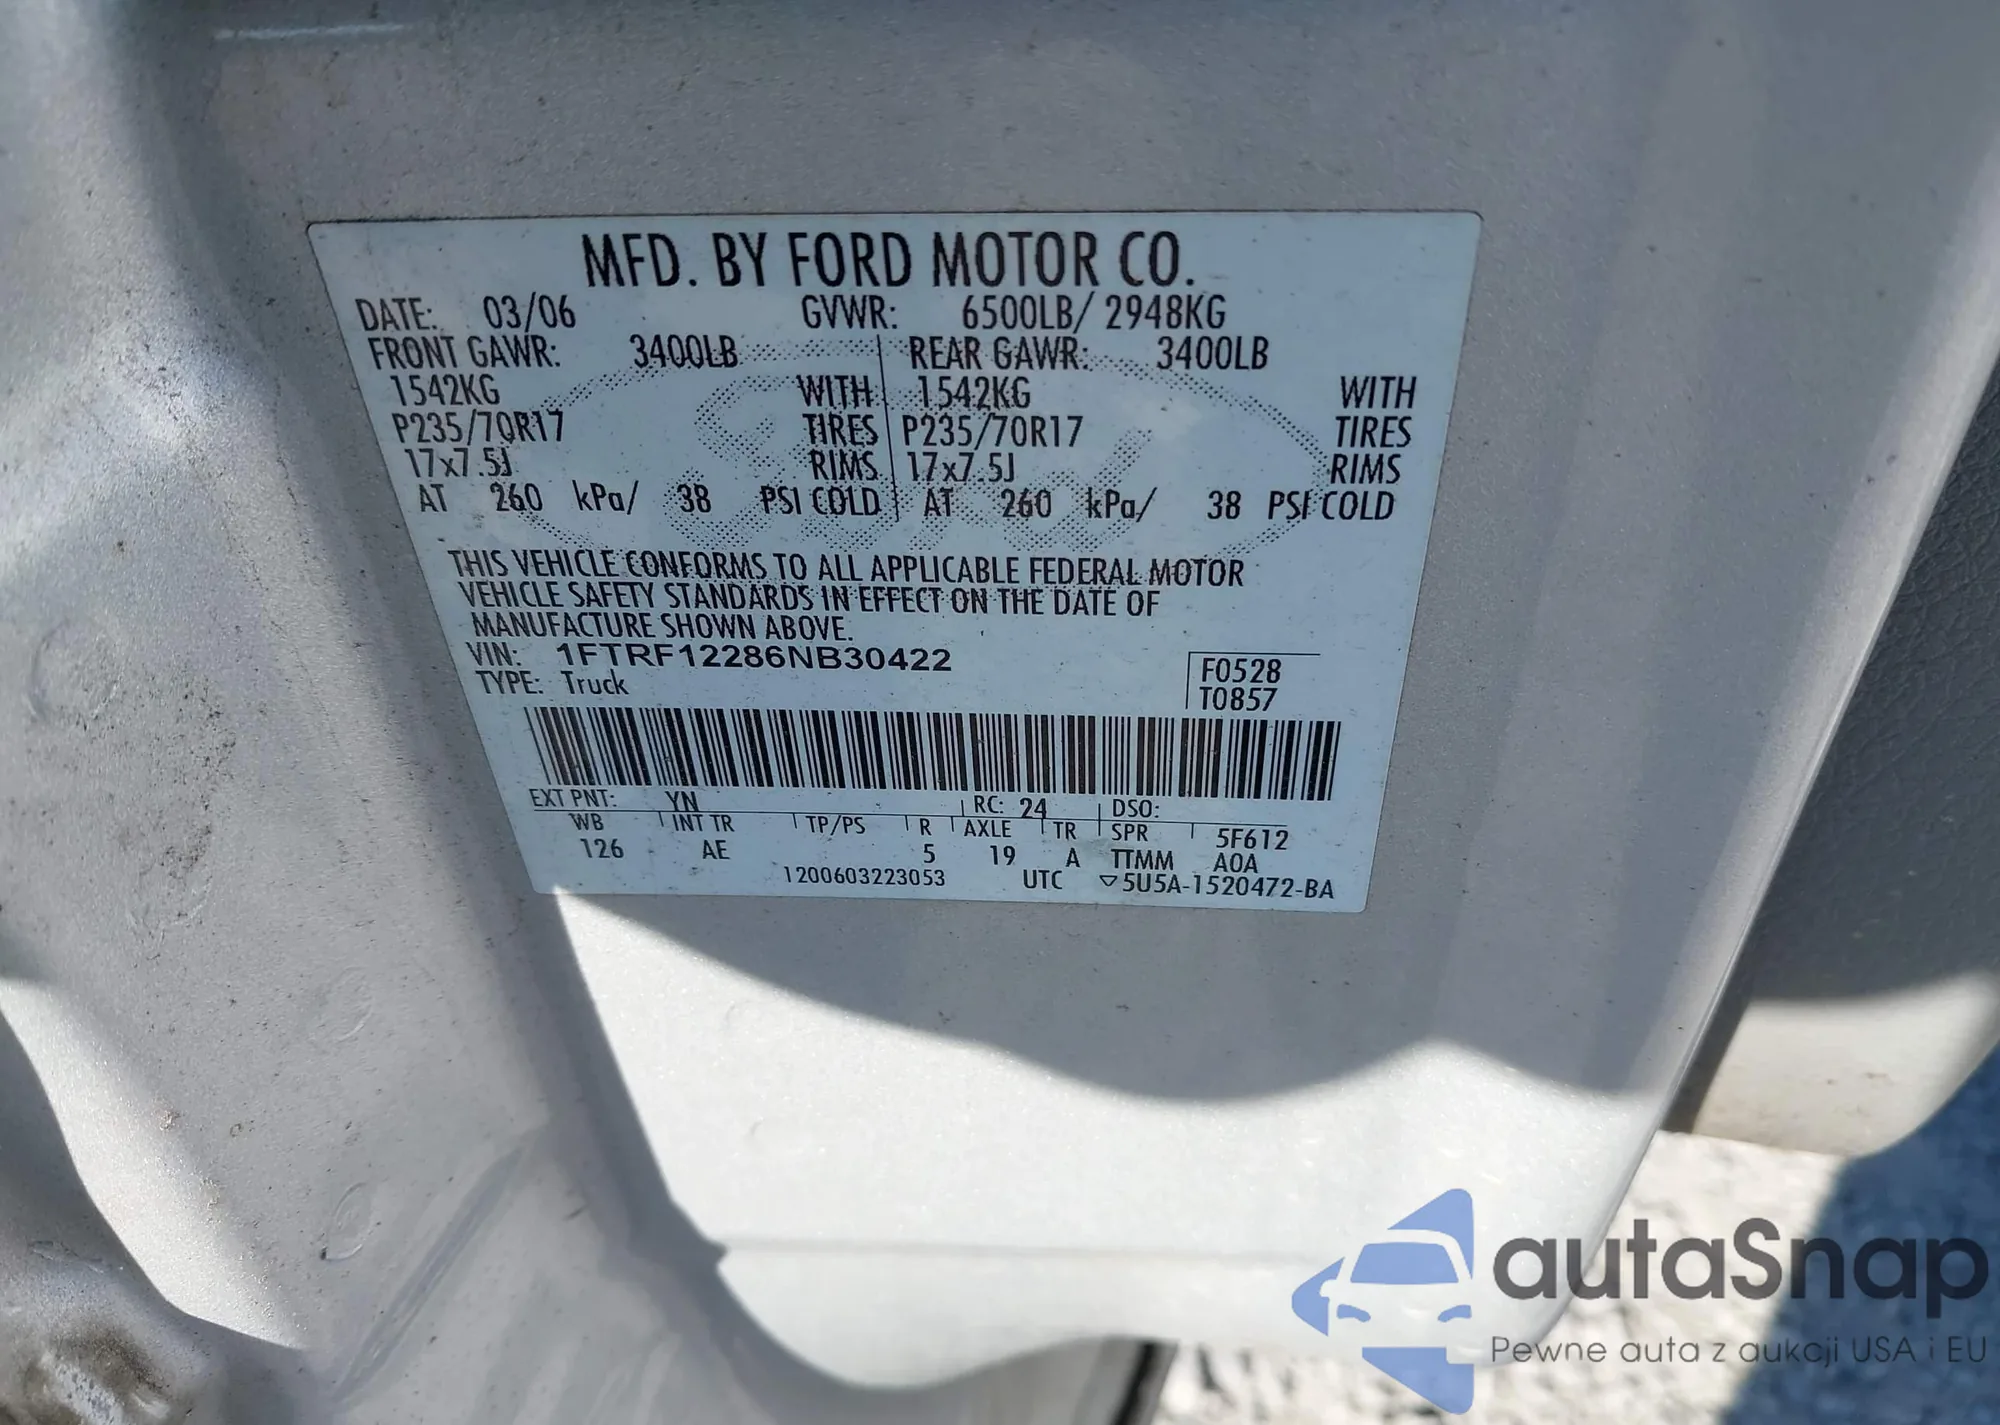 MFD. BY FORD MOTOR CO.
DATE: 03/06 GVWR: 6500LB/ 2948KG
FRONT GAWR: 3400LB REAR GAWR: 3400LB
1542KG WITH 1542KG WITH
P235/70R17 TIRES P235/70R17 TIRES
17x7.5J RIMS 17x7.5J RIMS
AT 260 kPa/ 38 PSI COLD AT 260 kPa/ 38 PSI COLD
THIS VEHICLE CONFORMS TO ALL APPLICABLE FEDERAL MOTOR
VEHICLE SAFETY STANDARDS IN EFFECT ON THE DATE OF
MANUFACTURE SHOWN ABOVE.
VIN: 1FTRF12286NB30422 F0528
TYPE: Truck T0857
EXT PNT: YN RC: 24 DSO:
WB INT TR TP/PS R AXLE TR SPR 5F612
126 AE 5 19 A TTMM A0A
1200603223053 UTC ▽5U5A-1520472-BA
autaSnap
Pewne auta z aukcji USA i EU